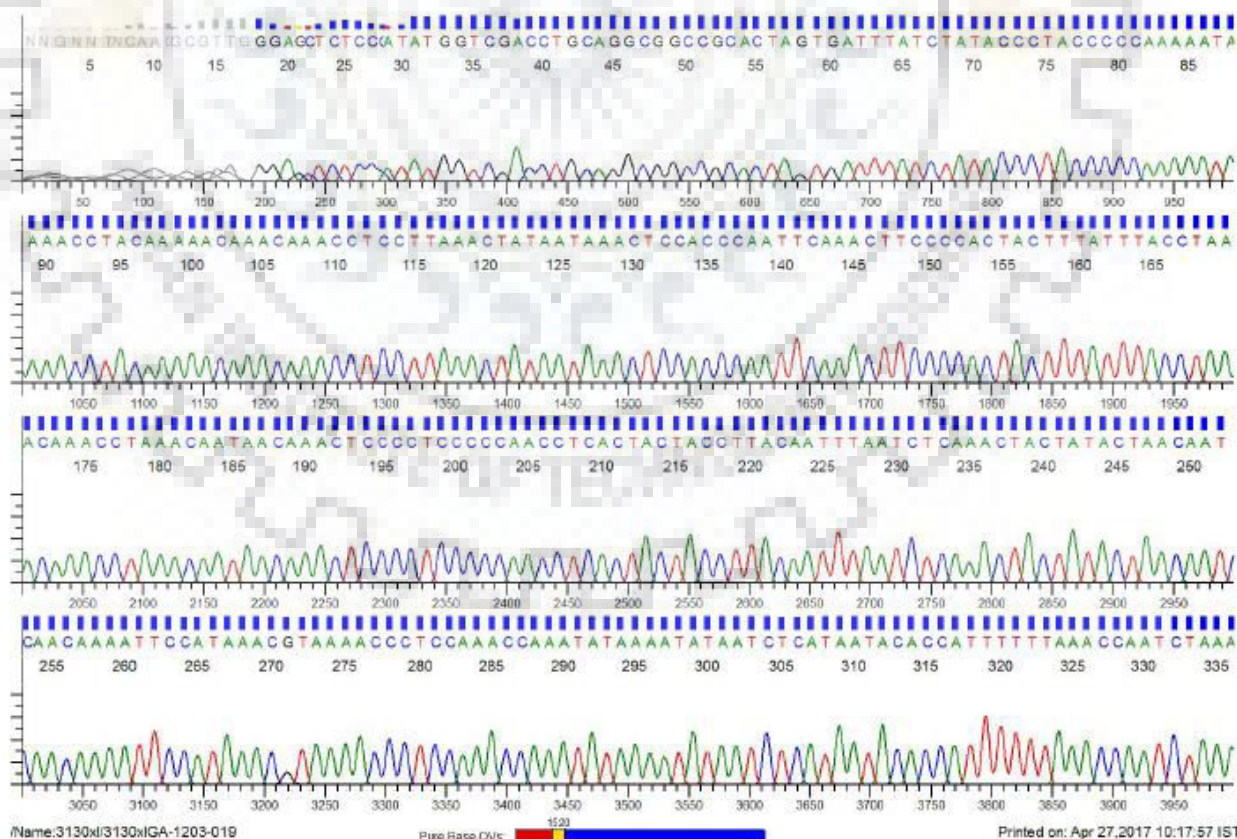 NNGNNTNCAAKGCGTTGGGAGCTCTCCCATATGGTCGACCTGCAGGCGGCCGCACTAGTGATTTATCTATACCCTACCCCCAAAAATA
5 10 15 20 25 30 35 40 45 50 55 60 65 70 75 80 85
50 100 150 200 250 300 350 400 450 500 550 600 650 700 750 800 850 900 950
AAACCTACAAAAACAAACAAACCTCCTTAAACTATAATAAACTCCACCCAATTCAAACTTCCCCACTACTTTATTTACCTAA
90 95 100 105 110 115 120 125 130 135 140 145 150 155 160 165
1050 1100 1150 1200 1250 1300 1350 1400 1450 1500 1550 1600 1650 1700 1750 1800 1850 1900 1950
ACAAACCTAAACAATAACAAACTCCCCTCCCCCAACCTCACTACTACCTTACAATTTAATCTCAAACTACTATACTAACAAT
175 180 185 190 195 200 205 210 215 220 225 230 235 240 245 260
2050 2100 2150 2200 2250 2300 2350 2400 2450 2500 2550 2600 2650 2700 2750 2800 2850 2900 2950
CAACAAAATTCCATAAACGTAAAACCCTCCAAACCAAATATAAAATATAATCTCATAATACACCATTTTTTAAACCAATCTAAA
255 260 265 270 275 280 285 290 295 300 305 310 315 320 325 330 335
3050 3100 3150 3200 3250 3300 3350 3400 3450 3500 3550 3600 3650 3700 3750 3800 3850 3900 3950
/Name:3130xl/3130xlGA-1203-019 Pure Base QVs: 1520 Printed on: Apr 27,2017 10:17:57 IST